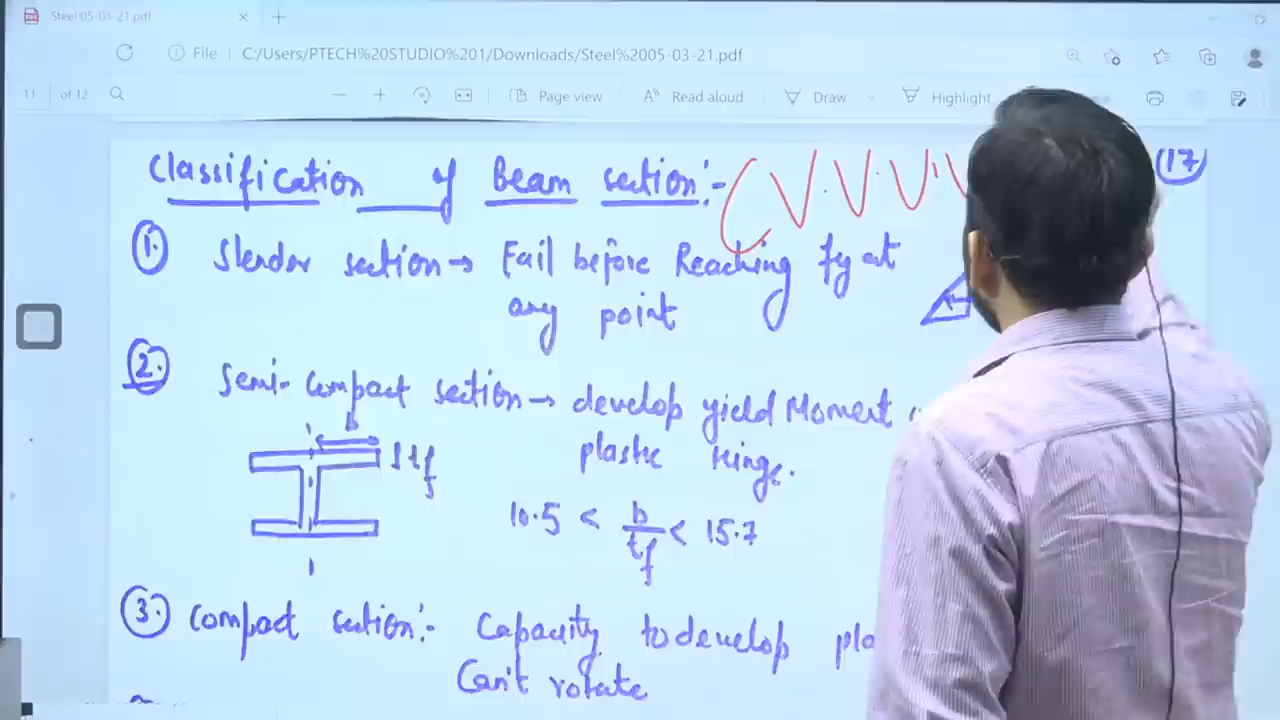 Steel 05-03-21.pdf
File C:/Users/PTECH%20STUDIO%201/Downloads/Steel%2005-03-21.pdf
11 of 12 Page view Read aloud Draw Highlight
Classification of Beam section:- (V.V.V
17
1. Slender section → Fail before Reaching fy at
any point
2. Semi-compact section → develop yield Moment
plastic hinge.
b
tf
10.5 < b/tf < 15.7
3. Compact section:- Capacity to develop
Can't rotate